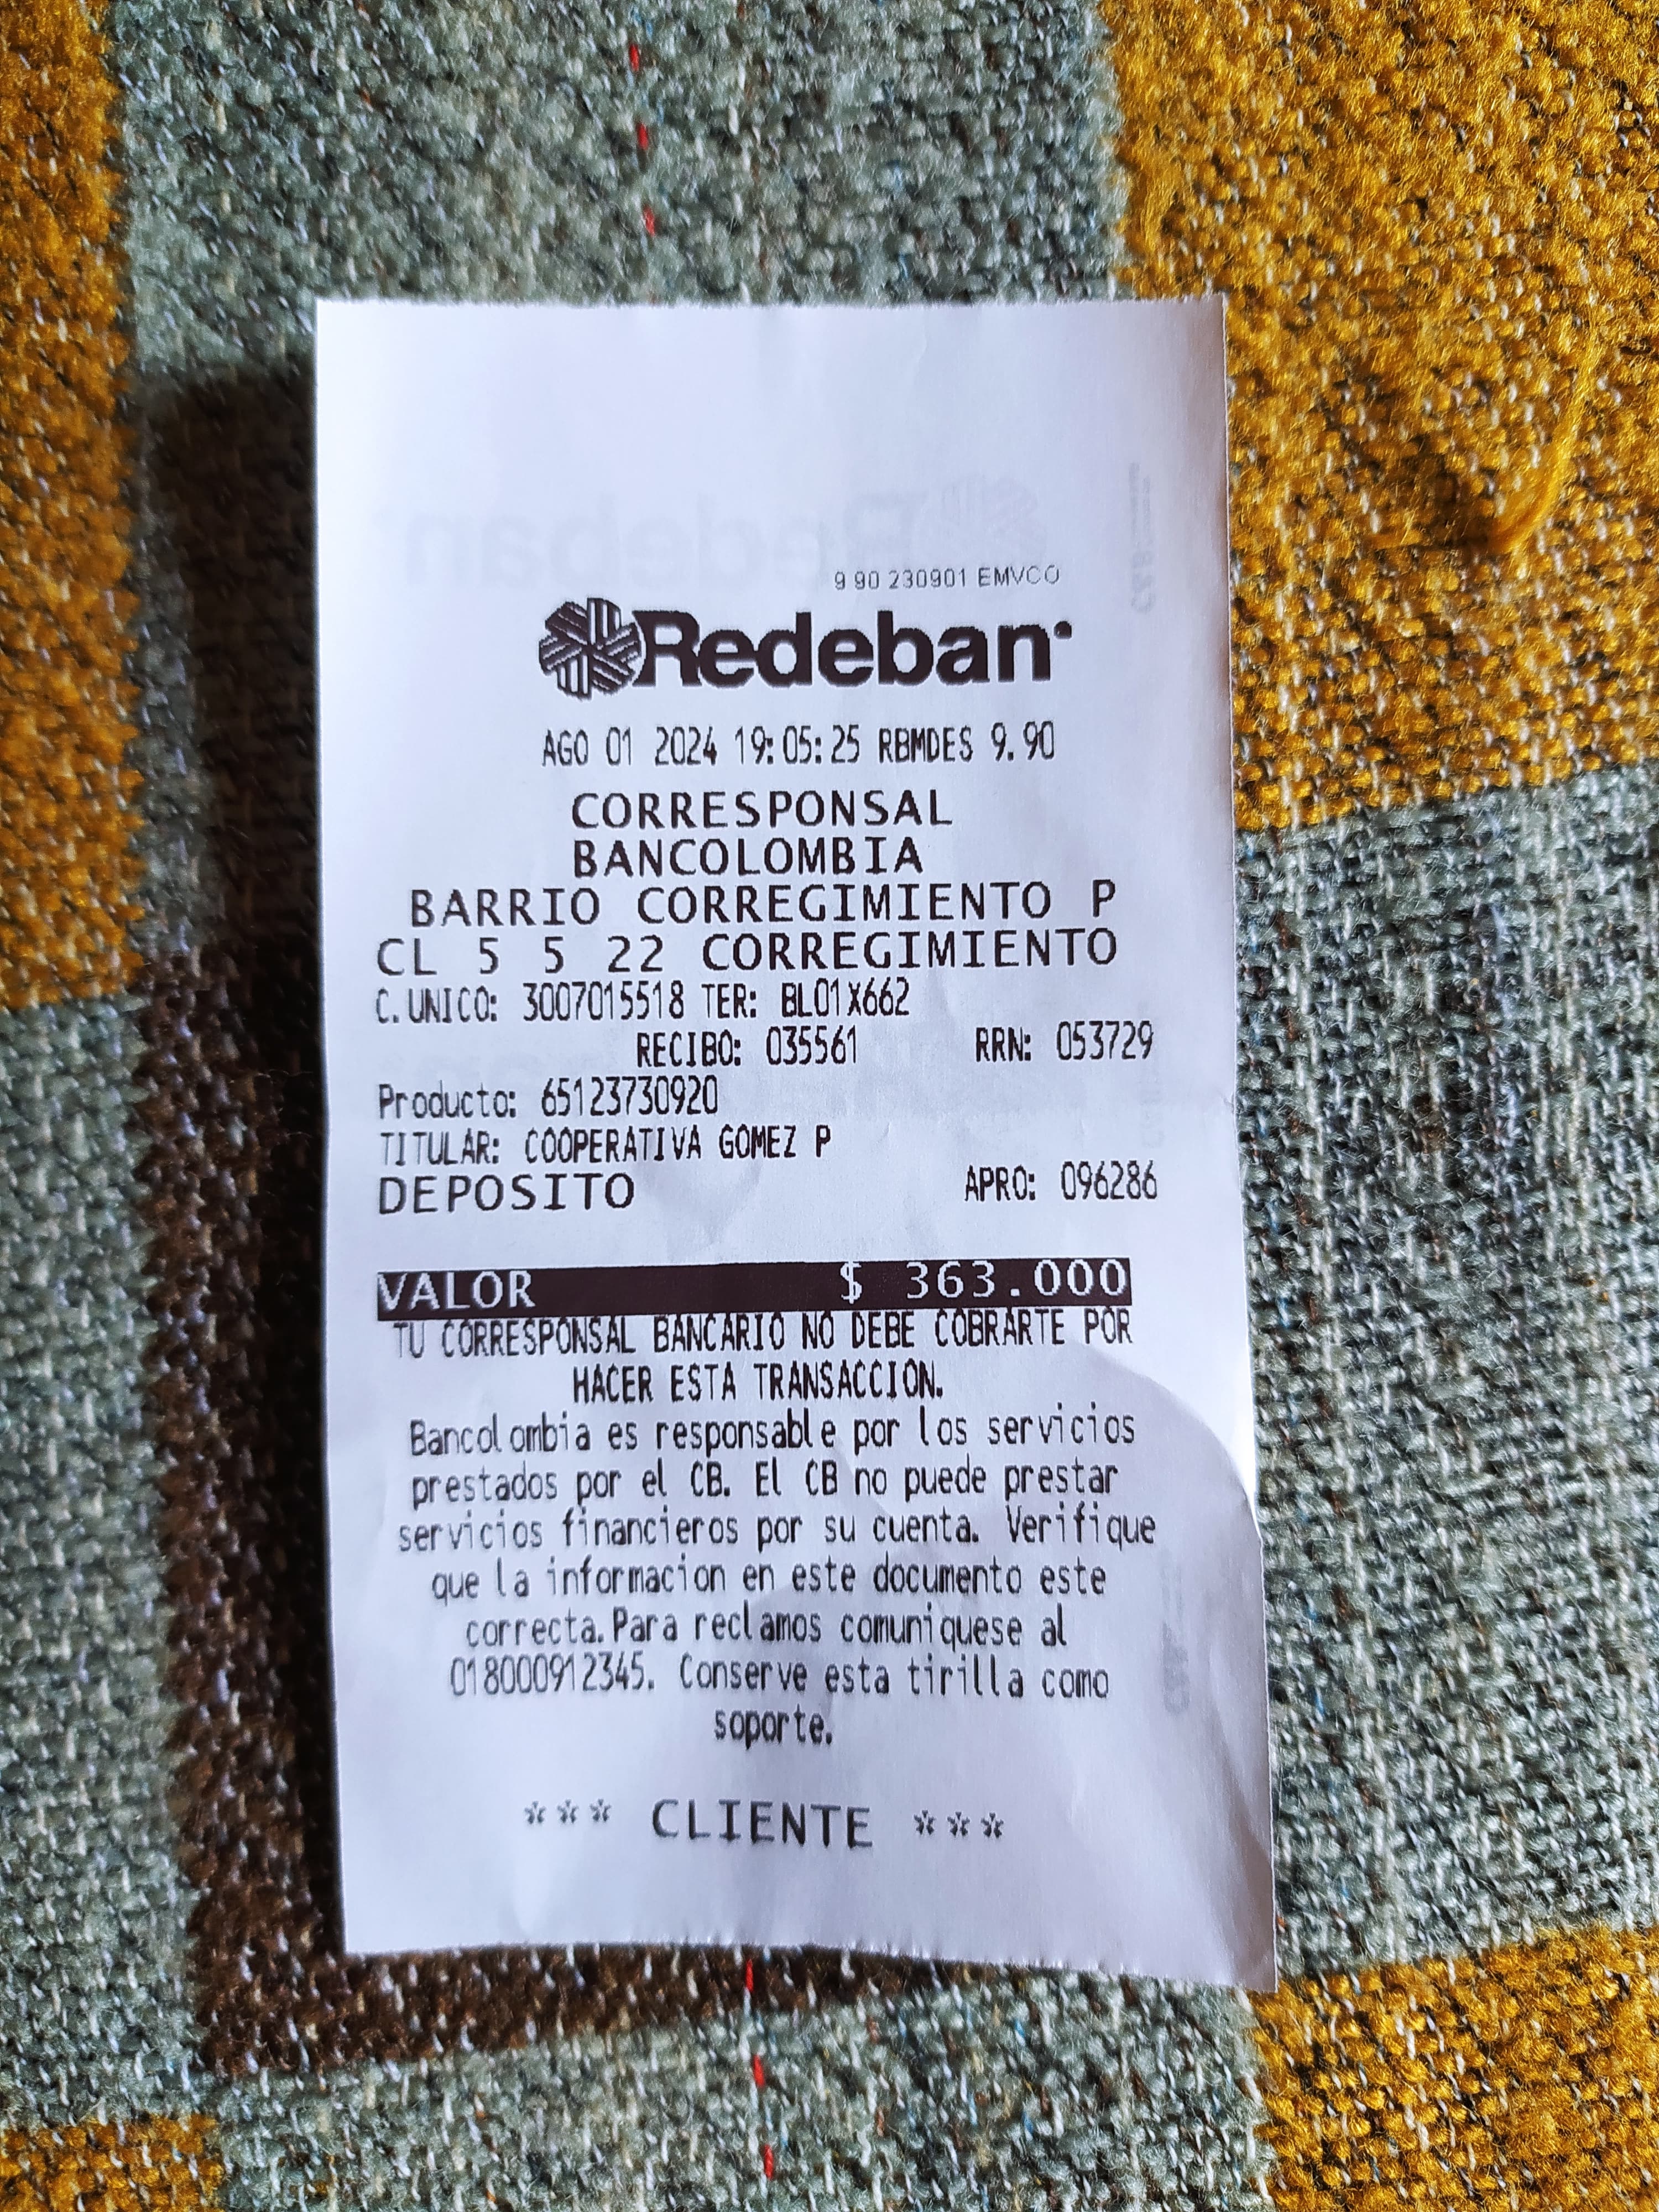 9 90 230901 EMVCO
Redeban
AGO 01 2024 19:05:25 RBMDES 9.90
CORRESPONSAL
BANCOLOMBIA
BARRIO CORREGIMIENTO P
CL 5 5 22 CORREGIMIENTO
C.UNICO: 3007015518 TER: BL01X662
RECIBO: 035561 RRN: 053729
Producto: 65123730920
TITULAR: COOPERATIVA GOMEZ P
DEPOSITO APRO: 096286
VALOR $ 363.000
TU CORRESPONSAL BANCARIO NO DEBE COBRARTE POR
HACER ESTA TRANSACCION.
Bancolombia es responsable por los servicios
prestados por el CB. El CB no puede prestar
servicios financieros por su cuenta. Verifique
que la informacion en este documento este
correcta.Para reclamos comuniquese al
018000912345. Conserve esta tirilla como
soporte.
*** CLIENTE ***